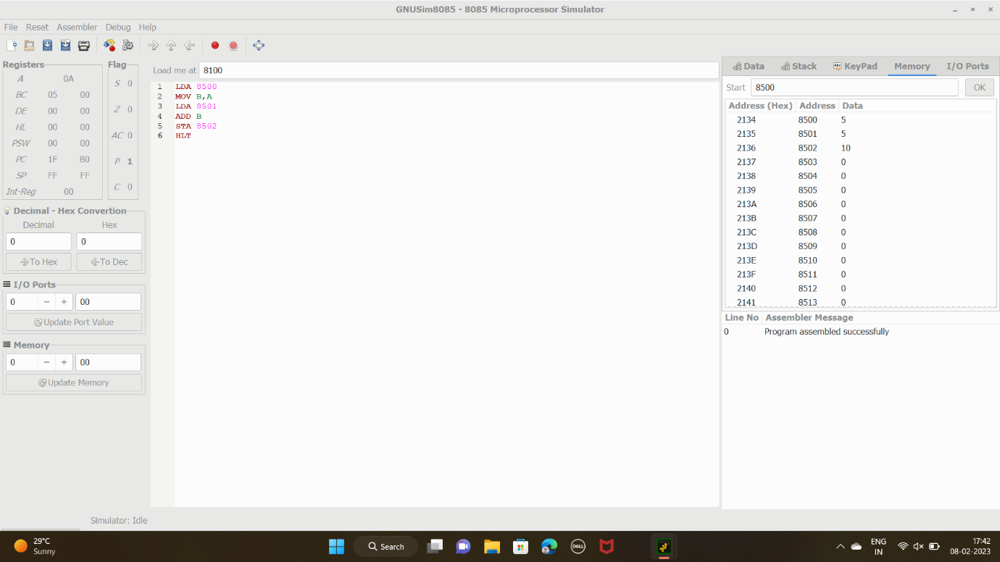 GNUSim8085 - 8085 Microprocessor Simulator
File Reset Assembler Debug Help
Registers
A 0A
BC 05 00
DE 00 00
HL 00 00
PSW 00 00
PC 1F B0
SP FF FF
Int-Reg 00
Flag
S 0
Z 0
AC 0
P 1
C 0
Decimal - Hex Convertion
Decimal Hex
0 0
To Hex To Dec
I/O Ports
0 − + 00
Update Port Value
Memory
0 − + 00
Update Memory
Load me at 8100
1 LDA 8500
2 MOV B,A
3 LDA 8501
4 ADD B
5 STA 8502
6 HLT
Data Stack Abc KeyPad Memory I/O Ports
Start 8500 OK
Address (Hex) Address Data
2134 8500 5
2135 8501 5
2136 8502 10
2137 8503 0
2138 8504 0
2139 8505 0
213A 8506 0
213B 8507 0
213C 8508 0
213D 8509 0
213E 8510 0
213F 8511 0
2140 8512 0
2141 8513 0
Line No Assembler Message
0 Program assembled successfully
Simulator: Idle
29°C
Sunny
Search
DELL
ENG
IN
17:42
08-02-2023